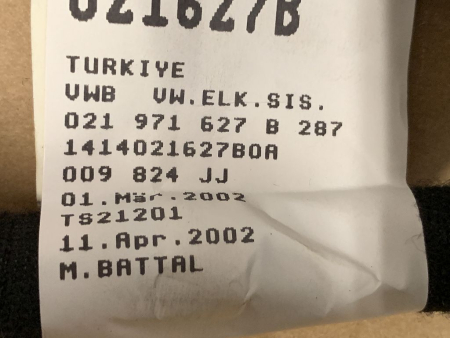 021627B
TURKIYE
VWB VW.ELK.SIS.
021 971 627 B 287
1414021627B0A
009 824 JJ
01.Mär.2002
TS21201
11.Apr.2002
M.BATTAL